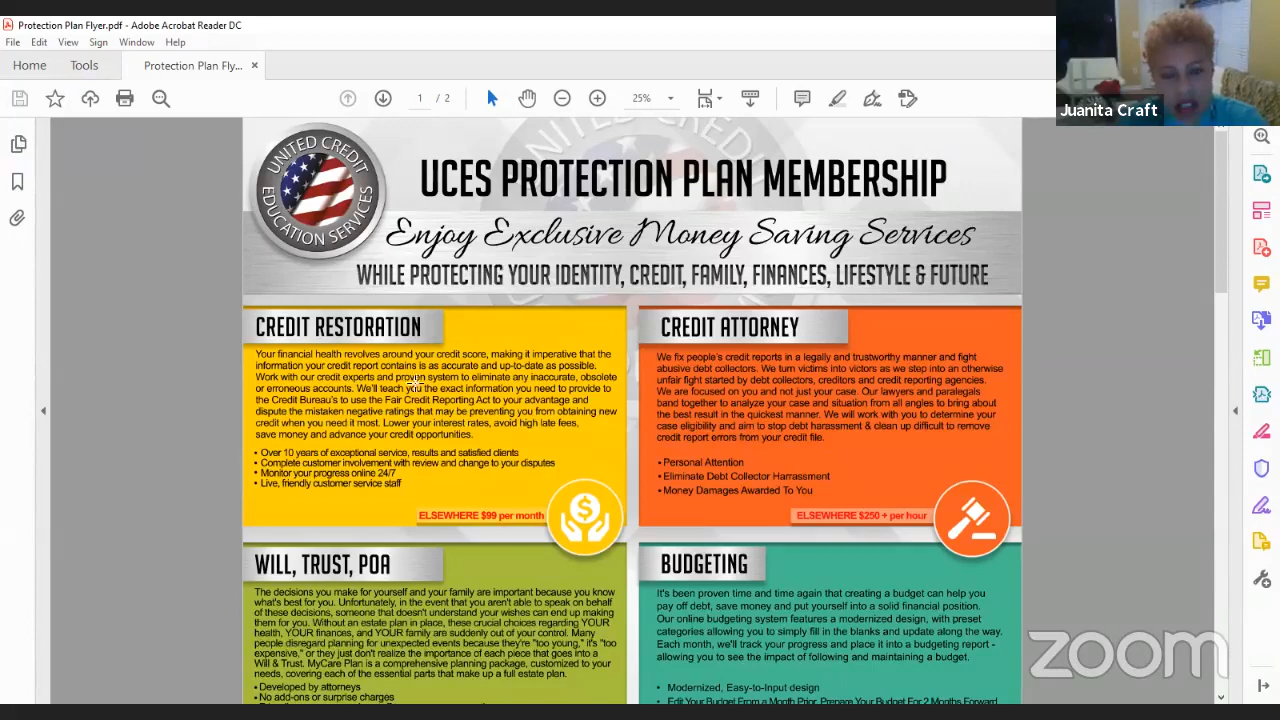 Protection Plan Flyer.pdf - Adobe Acrobat Reader DC
File Edit View Sign Window Help
Home Tools Protection Plan Fly... ×
1 / 2 25%
Juanita Craft
UNITED CREDIT
EDUCATION SERVICES
UCES PROTECTION PLAN MEMBERSHIP
Enjoy Exclusive Money Saving Services
WHILE PROTECTING YOUR IDENTITY, CREDIT, FAMILY, FINANCES, LIFESTYLE & FUTURE
CREDIT RESTORATION
Your financial health revolves around your credit score, making it imperative that the
information your credit report contains is as accurate and up-to-date as possible.
Work with our credit experts and proven system to eliminate any inaccurate, obsolete
or erroneous accounts. We'll teach you the exact information you need to provide to
the Credit Bureau's to use the Fair Credit Reporting Act to your advantage and
dispute the mistaken negative ratings that may be preventing you from obtaining new
credit when you need it most. Lower your interest rates, avoid high late fees,
save money and advance your credit opportunities.
• Over 10 years of exceptional service, results and satisfied clients
• Complete customer involvement with review and change to your disputes
• Monitor your progress online 24/7
• Live, friendly customer service staff
ELSEWHERE $99 per month
CREDIT ATTORNEY
We fix people's credit reports in a legally and trustworthy manner and fight
abusive debt collectors. We turn victims into victors as we step into an otherwise
unfair fight started by debt collectors, creditors and credit reporting agencies.
We are focused on you and not just your case. Our lawyers and paralegals
band together to analyze your case and situation from all angles to bring about
the best result in the quickest manner. We will work with you to determine your
case eligibility and aim to stop debt harassment & clean up difficult to remove
credit report errors from your credit file.
• Personal Attention
• Eliminate Debt Collector Harrassment
• Money Damages Awarded To You
ELSEWHERE $250 + per hour
WILL, TRUST, POA
The decisions you make for yourself and your family are important because you know
what's best for you. Unfortunately, in the event that you aren't able to speak on behalf
of these decisions, someone that doesn't understand your wishes can end up making
them for you. Without an estate plan in place, these crucial choices regarding YOUR
health, YOUR finances, and YOUR family are suddenly out of your control. Many
people disregard planning for unexpected events because they're "too young," it's "too
expensive," or they just don't realize the importance of each piece that goes into a
Will & Trust. MyCare Plan is a comprehensive planning package, customized to your
needs, covering each of the essential parts that make up a full estate plan.
• Developed by attorneys
• No add-ons or surprise charges
BUDGETING
It's been proven time and time again that creating a budget can help you
pay off debt, save money and put yourself into a solid financial position.
Our online budgeting system features a modernized design, with preset
categories allowing you to simply fill in the blanks and update along the way.
Each month, we'll track your progress and place it into a budgeting report -
allowing you to see the impact of following and maintaining a budget.
• Modernized, Easy-to-Input design
• Edit Your Budget From a Month Prior, Prepare Your Budget For 2 Months Forward
zoom